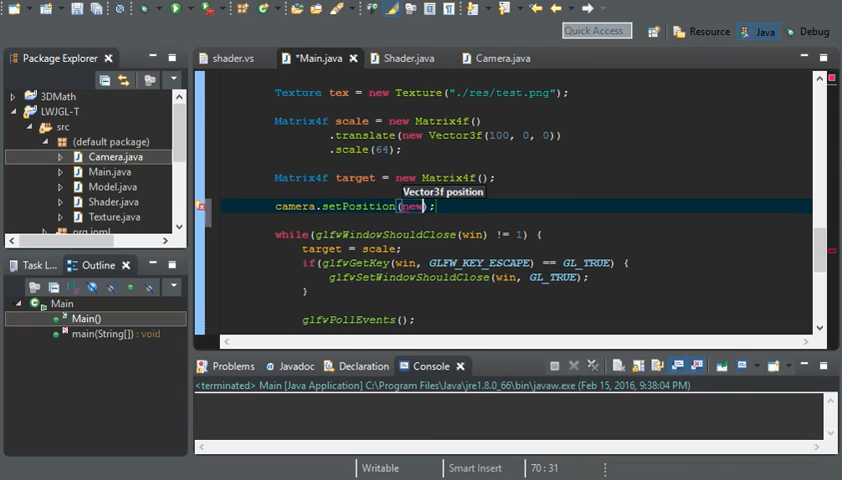 Quick Access
Resource
Java
Debug
Package Explorer
3DMath
LWJGL-T
src
(default package)
Camera.java
Main.java
Model.java
Shader.java
Texture.java
Task L...
Outline
Main
Main()
main(String[]) : void
shader.vs
*Main.java
Shader.java
Camera.java
Texture tex = new Texture("./res/test.png");
Matrix4f scale = new Matrix4f()
.translate(new Vector3f(100, 0, 0))
.scale(64);
Matrix4f target = new Matrix4f();
Vector3f position
camera.setPosition(new);
while(glfwWindowShouldClose(win) != 1) {
target = scale;
if(glfwGetKey(win, GLFW_KEY_ESCAPE) == GL_TRUE) {
glfwSetWindowShouldClose(win, GL_TRUE);
}
glfwPollEvents();
Problems
Javadoc
Declaration
Console
<terminated> Main [Java Application] C:\Program Files\Java\jre1.8.0_66\bin\javaw.exe (Feb 15, 2016, 9:38:04 PM)
Writable
Smart Insert
70 : 31